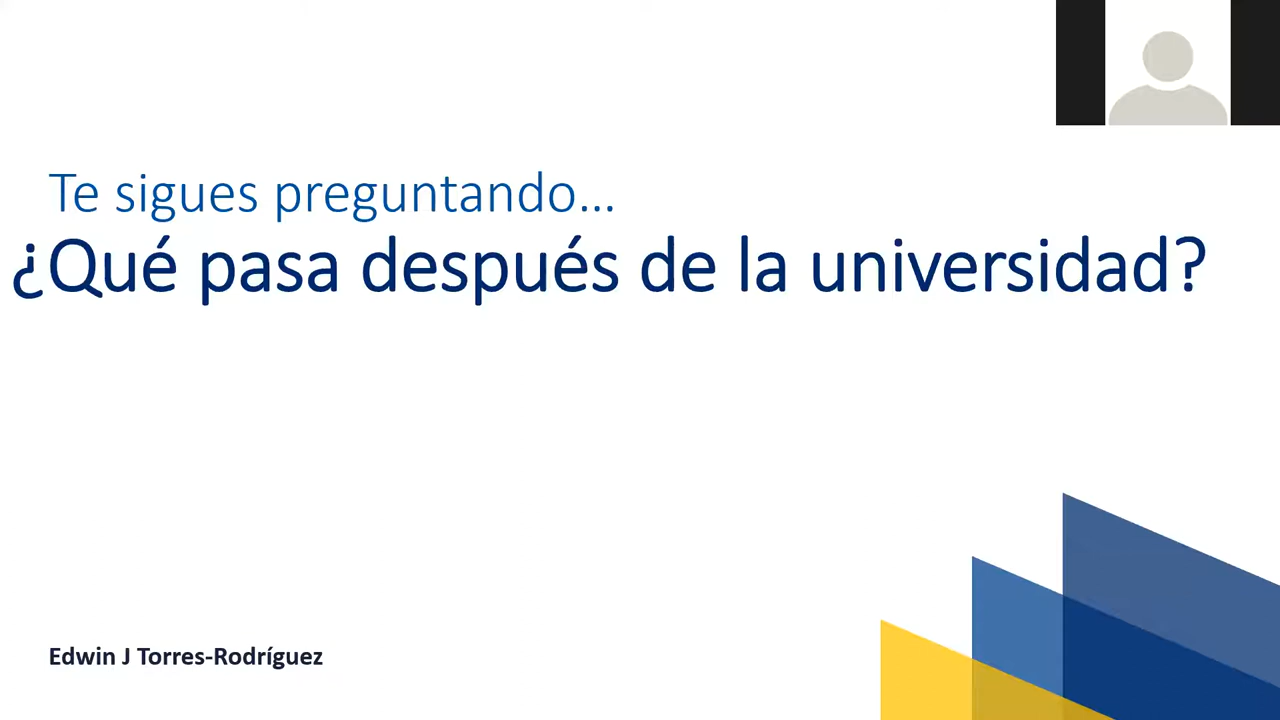 Te sigues preguntando...
¿Qué pasa después de la universidad?
Edwin J Torres-Rodríguez